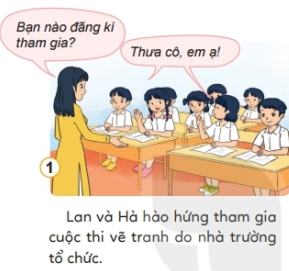 Bạn nào đăng kí
tham gia?
Thưa cô, em ạ!
1
Lan và Hà hào hứng tham gia
cuộc thi vẽ tranh do nhà trường
tổ chức.